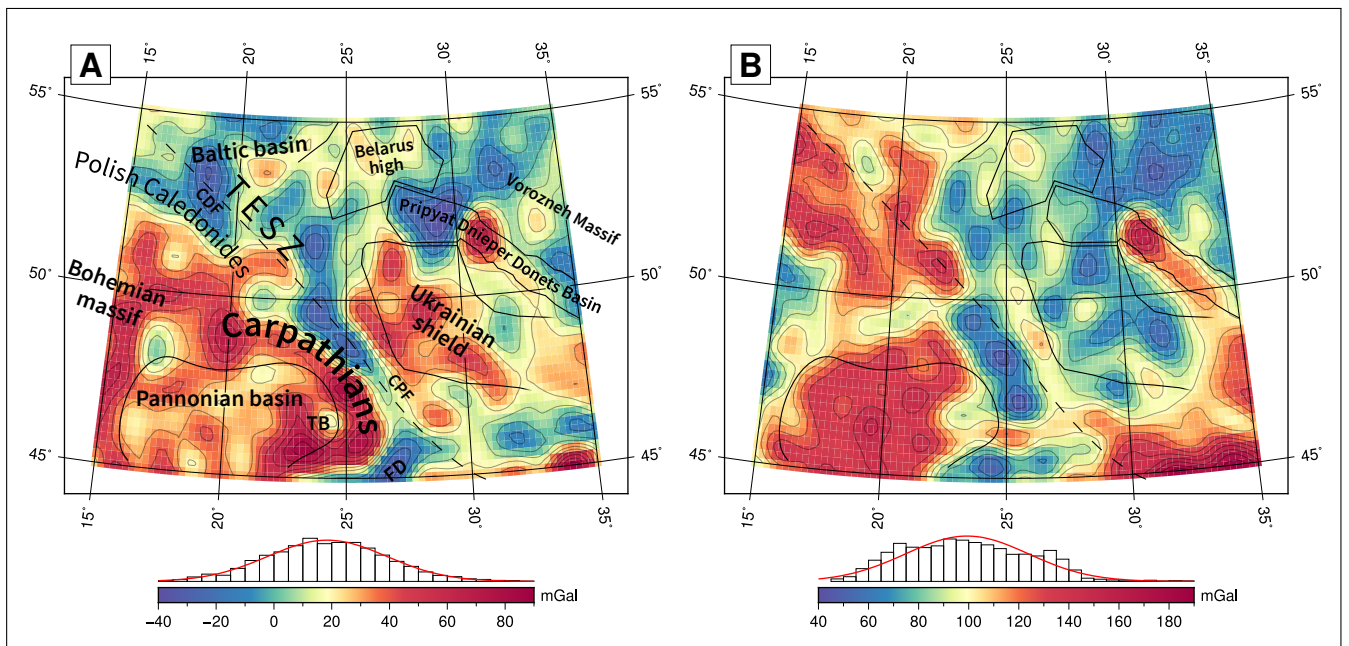 A
15° 20° 25° 30° 35°
55° 55°
Baltic basin
Belarus
high
Polish Caledonides
CDF
TESZ
Vorozneh Massif
Pripyat Dnieper Donets Basin
50° 50°
Bohemian
massif
Carpathians
Ukrainian
shield
CPF
Pannonian basin
TB
ED
45° 45°
15° 20° 25° 30° 35°
mGal
−40 −20 0 20 40 60 80
B
15° 20° 25° 30° 35°
55° 55°
50° 50°
45° 45°
15° 20° 25° 30° 35°
mGal
40 60 80 100 120 140 160 180